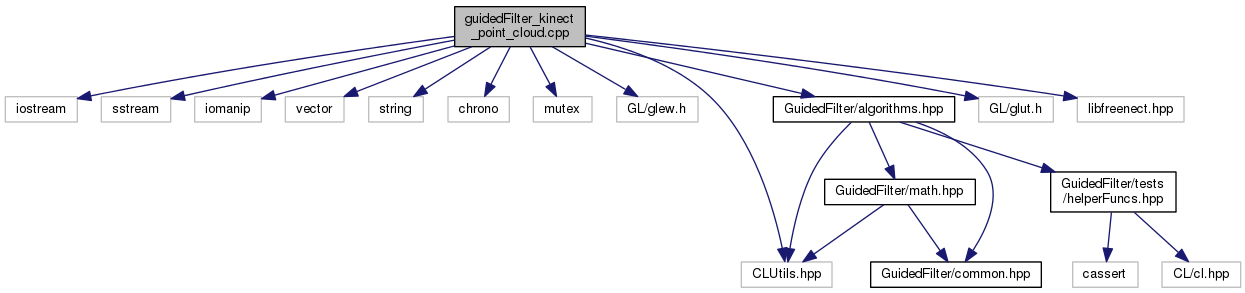 guidedFilter_kinect
_point_cloud.cpp
iostream
sstream
iomanip
vector
string
chrono
mutex
GL/glew.h
GuidedFilter/algorithms.hpp
GL/glut.h
libfreenect.hpp
GuidedFilter/math.hpp
GuidedFilter/tests
/helperFuncs.hpp
CLUtils.hpp
GuidedFilter/common.hpp
cassert
CL/cl.hpp